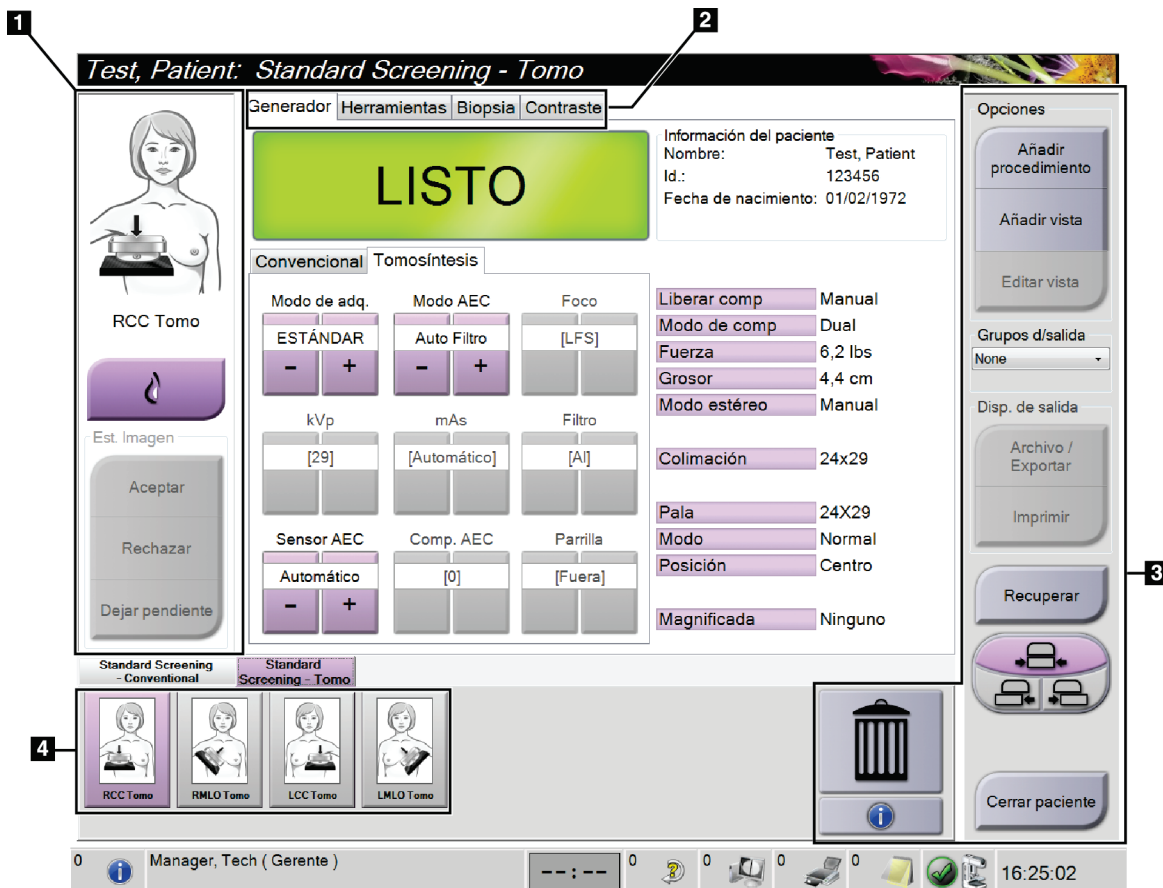 1
2
Test, Patient: Standard Screening - Tomo
Generador Herramientas Biopsia Contraste
LISTO
Información del paciente
Nombre: Test, Patient
Id.: 123456
Fecha de nacimiento: 01/02/1972
RCC Tomo
Est. Imagen
Aceptar
Rechazar
Dejar pendiente
Convencional Tomosíntesis
Modo de adq. Modo AEC Foco
ESTÁNDAR Auto Filtro [LFS]
- + - +
kVp mAs Filtro
[29] [Automático] [Al]
Sensor AEC Comp. AEC Parrilla
Automático [0] [Fuera]
- +
Liberar comp Manual
Modo de comp Dual
Fuerza 6,2 lbs
Grosor 4,4 cm
Modo estéreo Manual
Colimación 24x29
Pala 24X29
Modo Normal
Posición Centro
Magnificada Ninguno
Opciones
Añadir
procedimiento
Añadir vista
Editar vista
Grupos d/salida
None
Disp. de salida
Archivo /
Exportar
Imprimir
3
Recuperar
Cerrar paciente
Standard Screening
- Conventional
Standard
Screening - Tomo
4
RCC Tomo RMLO Tomo LCC Tomo LMLO Tomo
0 Manager, Tech ( Gerente ) --:-- 0 0 0 0 16:25:02